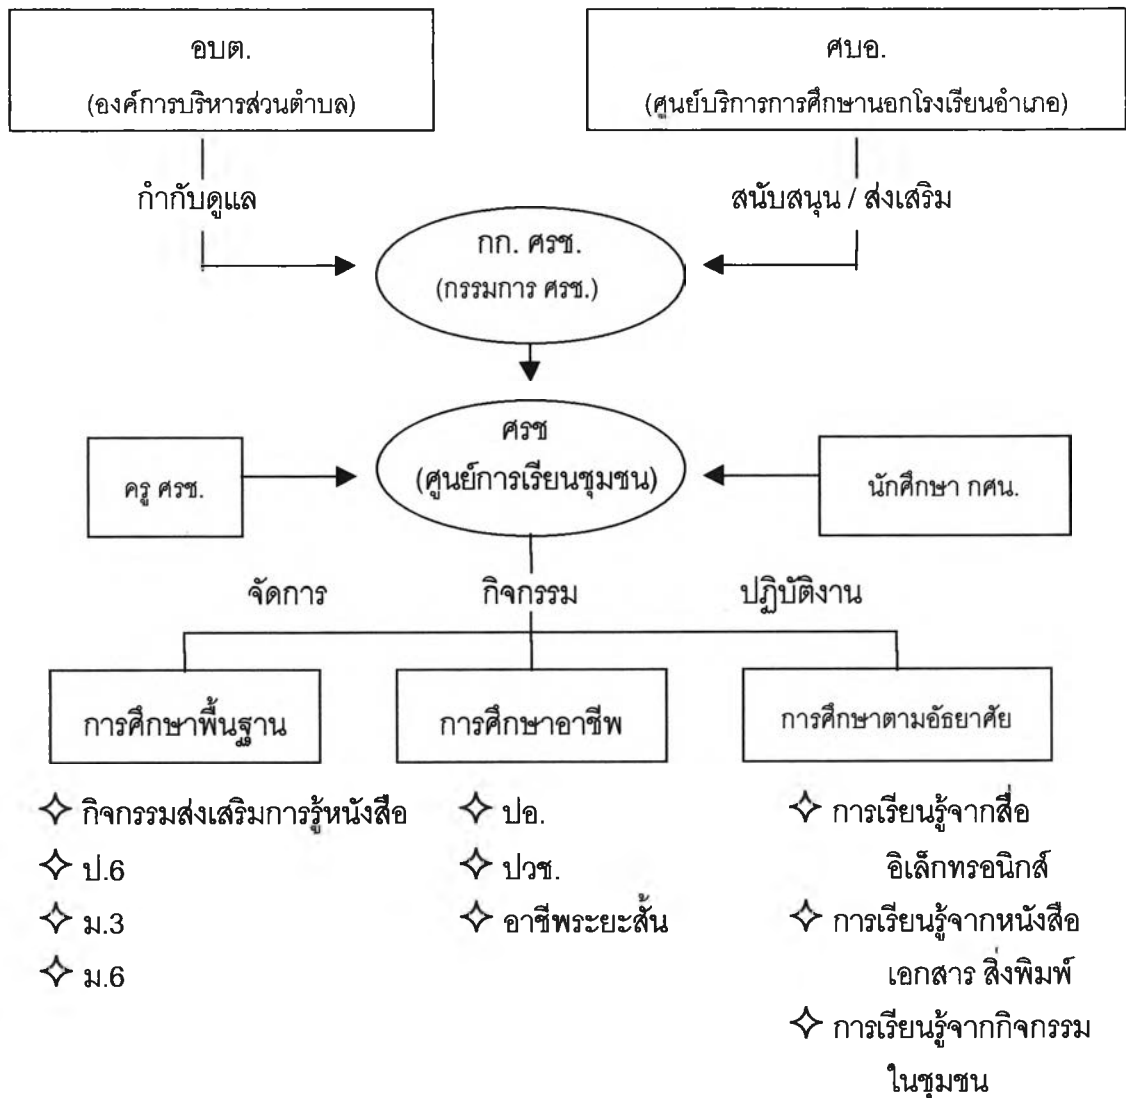 อบต.
(องค์การบริหารส่วนตำบล)
ศบอ.
(ศูนย์บริการการศึกษานอกโรงเรียนอำเภอ)
กำกับดูแล
สนับสนุน / ส่งเสริม
กก. ศรช.
(กรรมการ ศรช.)
ศรช
(ศูนย์การเรียนชุมชน)
ครู ศรช.
นักศึกษา กศน.
จัดการ
กิจกรรม
ปฏิบัติงาน
การศึกษาพื้นฐาน
✧ กิจกรรมส่งเสริมการรู้หนังสือ
✧ ป.6
✧ ม.3
✧ ม.6
การศึกษาอาชีพ
✧ ปอ.
✧ ปวช.
✧ อาชีพระยะสั้น
การศึกษาตามอัธยาศัย
✧ การเรียนรู้จากสื่อ
อิเล็กทรอนิกส์
✧ การเรียนรู้จากหนังสือ
เอกสาร สิ่งพิมพ์
✧ การเรียนรู้จากกิจกรรม
ในชุมชน